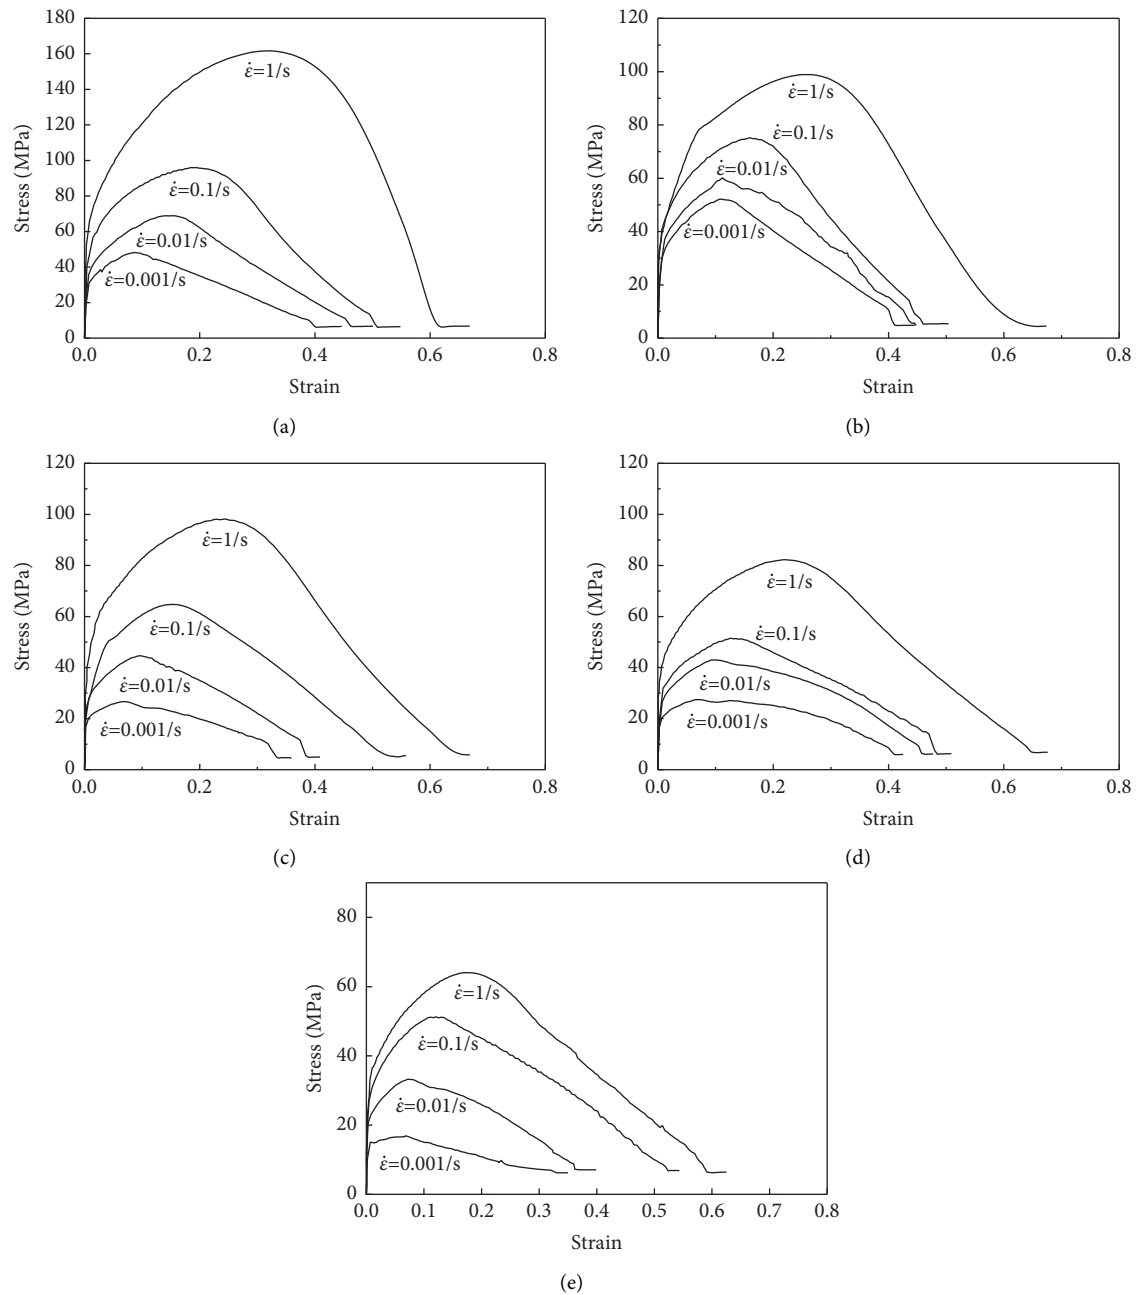 180
160
140
120
100
80
60
40
20
0
Stress (MPa)
ε̇=1/s
ε̇=0.1/s
ε̇=0.01/s
ε̇=0.001/s
0.0 0.2 0.4 0.6 0.8
Strain
(a)
120
100
80
60
40
20
0
Stress (MPa)
ε̇=1/s
ε̇=0.1/s
ε̇=0.01/s
ε̇=0.001/s
0.0 0.2 0.4 0.6 0.8
Strain
(b)
120
100
80
60
40
20
0
Stress (MPa)
ε̇=1/s
ε̇=0.1/s
ε̇=0.01/s
ε̇=0.001/s
0.0 0.2 0.4 0.6 0.8
Strain
(c)
120
100
80
60
40
20
0
Stress (MPa)
ε̇=1/s
ε̇=0.1/s
ε̇=0.01/s
ε̇=0.001/s
0.0 0.2 0.4 0.6 0.8
Strain
(d)
80
60
40
20
0
Stress (MPa)
ε̇=1/s
ε̇=0.1/s
ε̇=0.01/s
ε̇=0.001/s
0.0 0.1 0.2 0.3 0.4 0.5 0.6 0.7 0.8
Strain
(e)